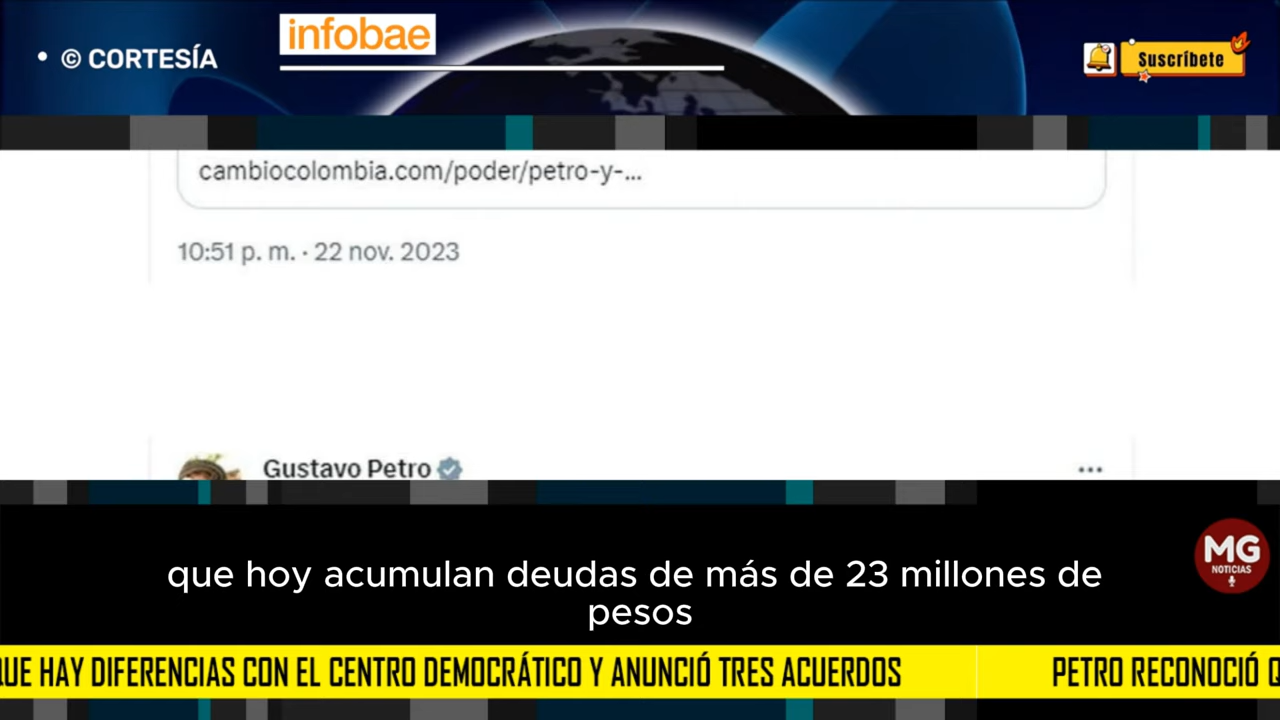 • © CORTESÍA
infobae
Suscríbete
cambiocolombia.com/poder/petro-y-...
10:51 p. m. · 22 nov. 2023
Gustavo Petro
que hoy acumulan deudas de más de 23 millones de
pesos
MG
NOTICIAS
QUE HAY DIFERENCIAS CON EL CENTRO DEMOCRÁTICO Y ANUNCIÓ TRES ACUERDOS
PETRO RECONOCIÓ Q